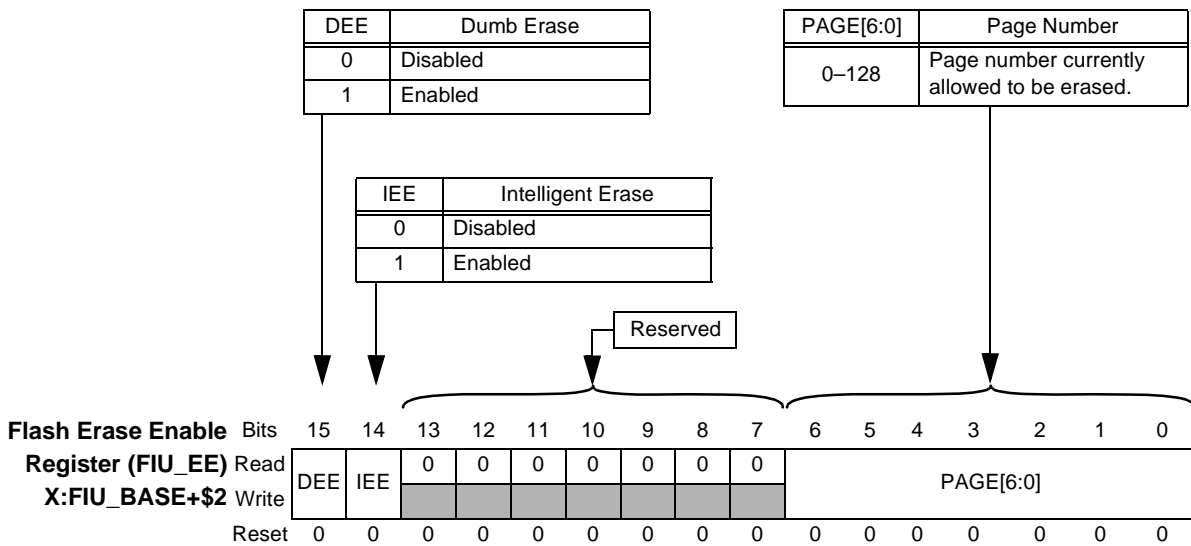 DEE Dumb Erase
0 Disabled
1 Enabled
PAGE[6:0] Page Number
0–128 Page number currently
allowed to be erased.
IEE Intelligent Erase
0 Disabled
1 Enabled
Reserved
Flash Erase Enable Bits 15 14 13 12 11 10 9 8 7 6 5 4 3 2 1 0
Register (FIU_EE) Read 0 0 0 0 0 0 0
DEE IEE PAGE[6:0]
X:FIU_BASE+$2 Write
Reset 0 0 0 0 0 0 0 0 0 0 0 0 0 0 0 0